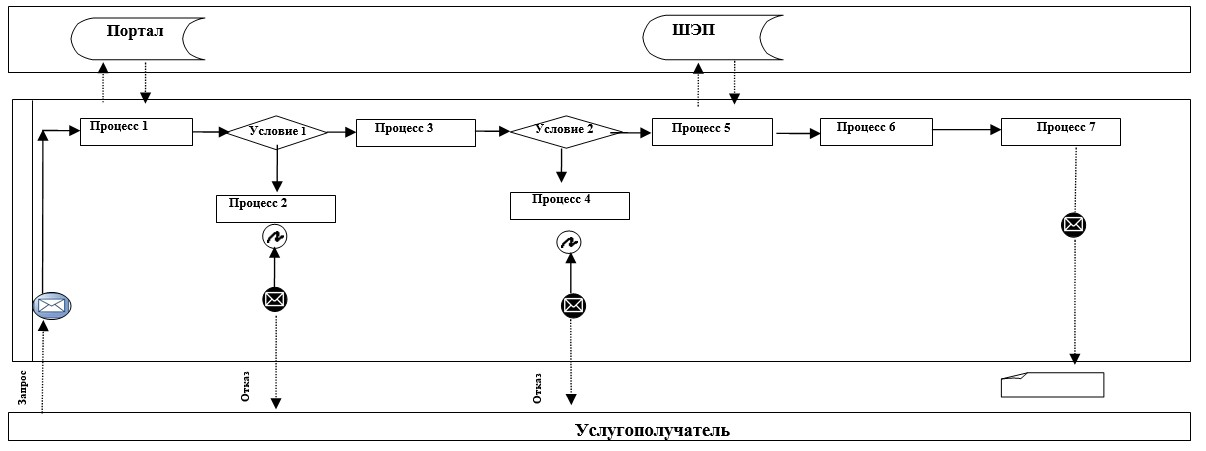 Портал
ШЭП
Процесс 1
Условие 1
Процесс 3
Условие 2
Процесс 5
Процесс 6
Процесс 7
Процесс 2
Процесс 4
Запрос
Отказ
Отказ
Услугополучатель